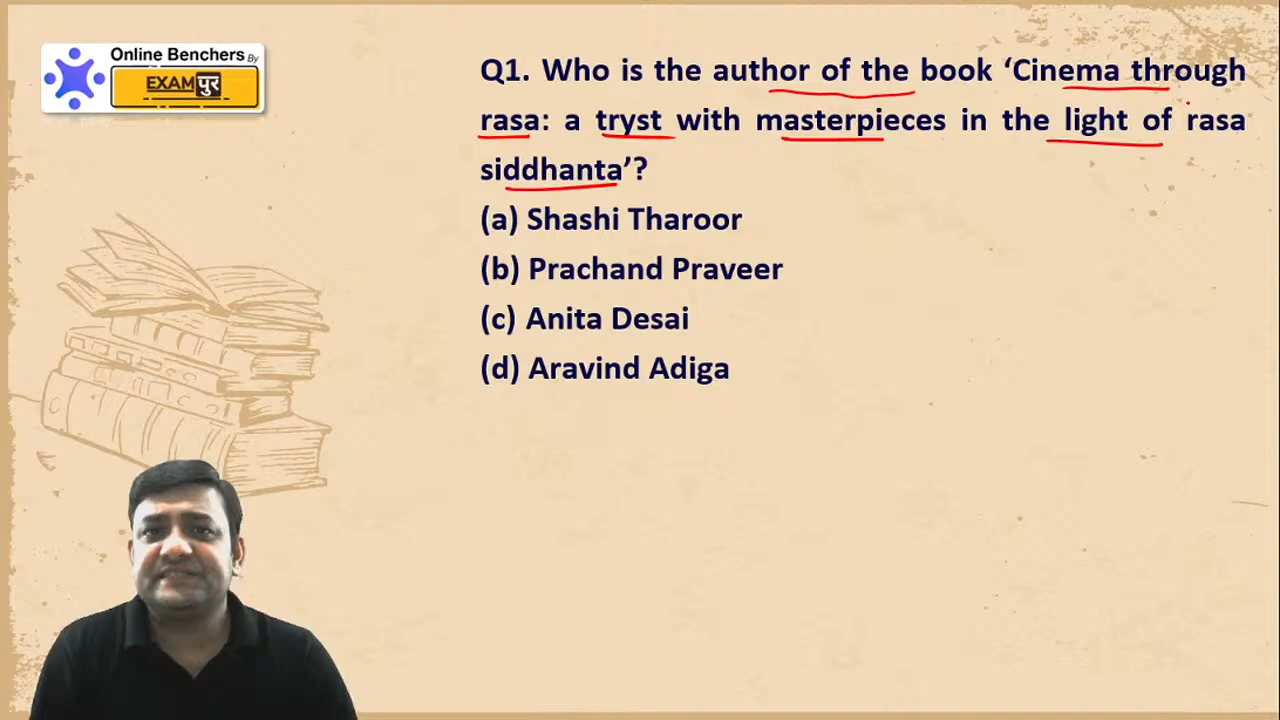 Online Benchers By
EXAMपुर
Q1. Who is the author of the book ‘Cinema through
rasa: a tryst with masterpieces in the light of rasa
siddhanta’?
(a) Shashi Tharoor
(b) Prachand Praveer
(c) Anita Desai
(d) Aravind Adiga